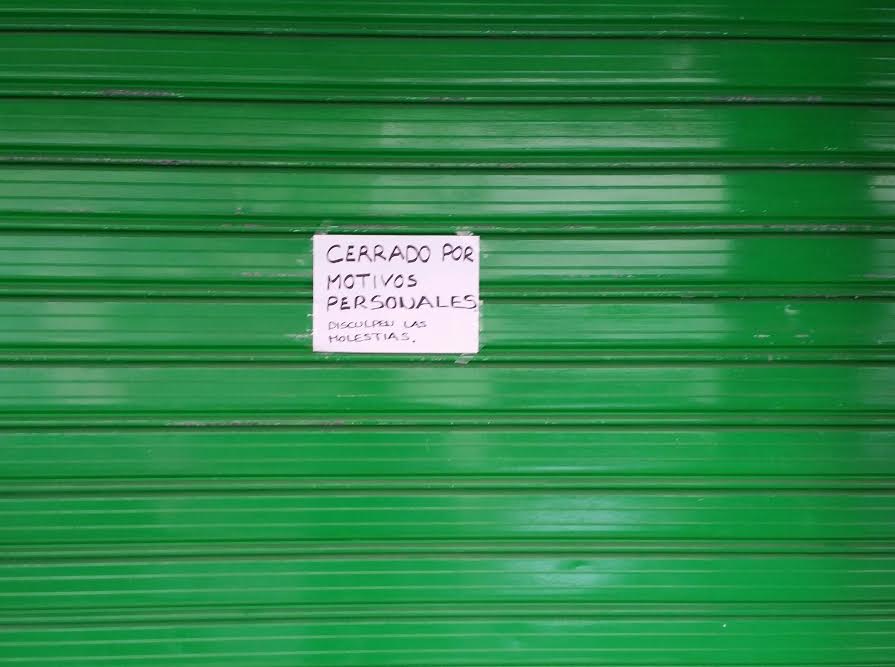 CERRADO POR
MOTIVOS
PERSONALES
DISCULPEN LAS
MOLESTIAS.